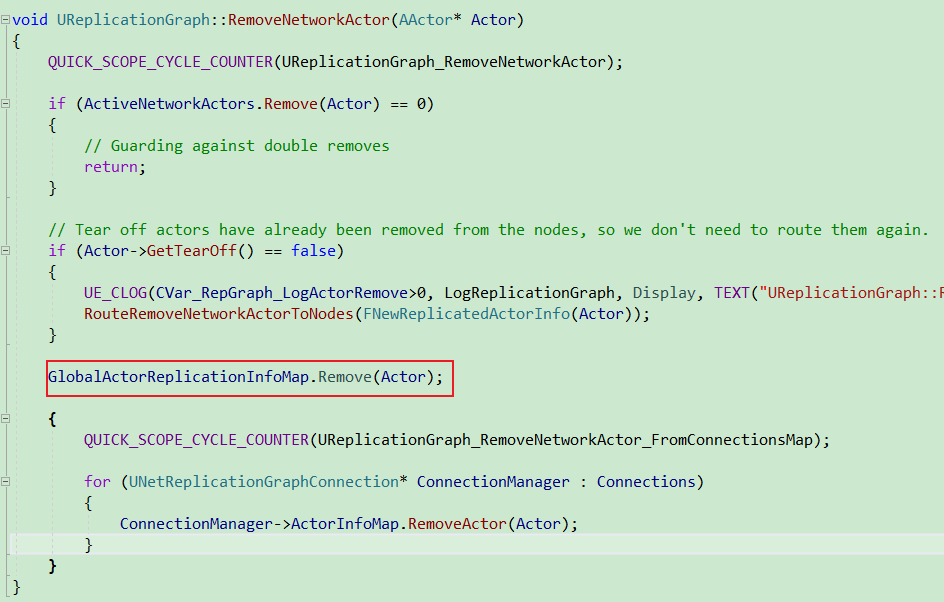 void UReplicationGraph::RemoveNetworkActor(AActor* Actor)
{
QUICK_SCOPE_CYCLE_COUNTER(UReplicationGraph_RemoveNetworkActor);
if (ActiveNetworkActors.Remove(Actor) == 0)
{
// Guarding against double removes
return;
}
// Tear off actors have already been removed from the nodes, so we don't need to route them again.
if (Actor->GetTearOff() == false)
{
UE_CLOG(CVar_RepGraph_LogActorRemove>0, LogReplicationGraph, Display, TEXT("UReplicationGraph::R
RouteRemoveNetworkActorToNodes(FNewReplicatedActorInfo(Actor));
}
GlobalActorReplicationInfoMap.Remove(Actor);
{
QUICK_SCOPE_CYCLE_COUNTER(UReplicationGraph_RemoveNetworkActor_FromConnectionsMap);
for (UNetReplicationGraphConnection* ConnectionManager : Connections)
{
ConnectionManager->ActorInfoMap.RemoveActor(Actor);
}
}
}